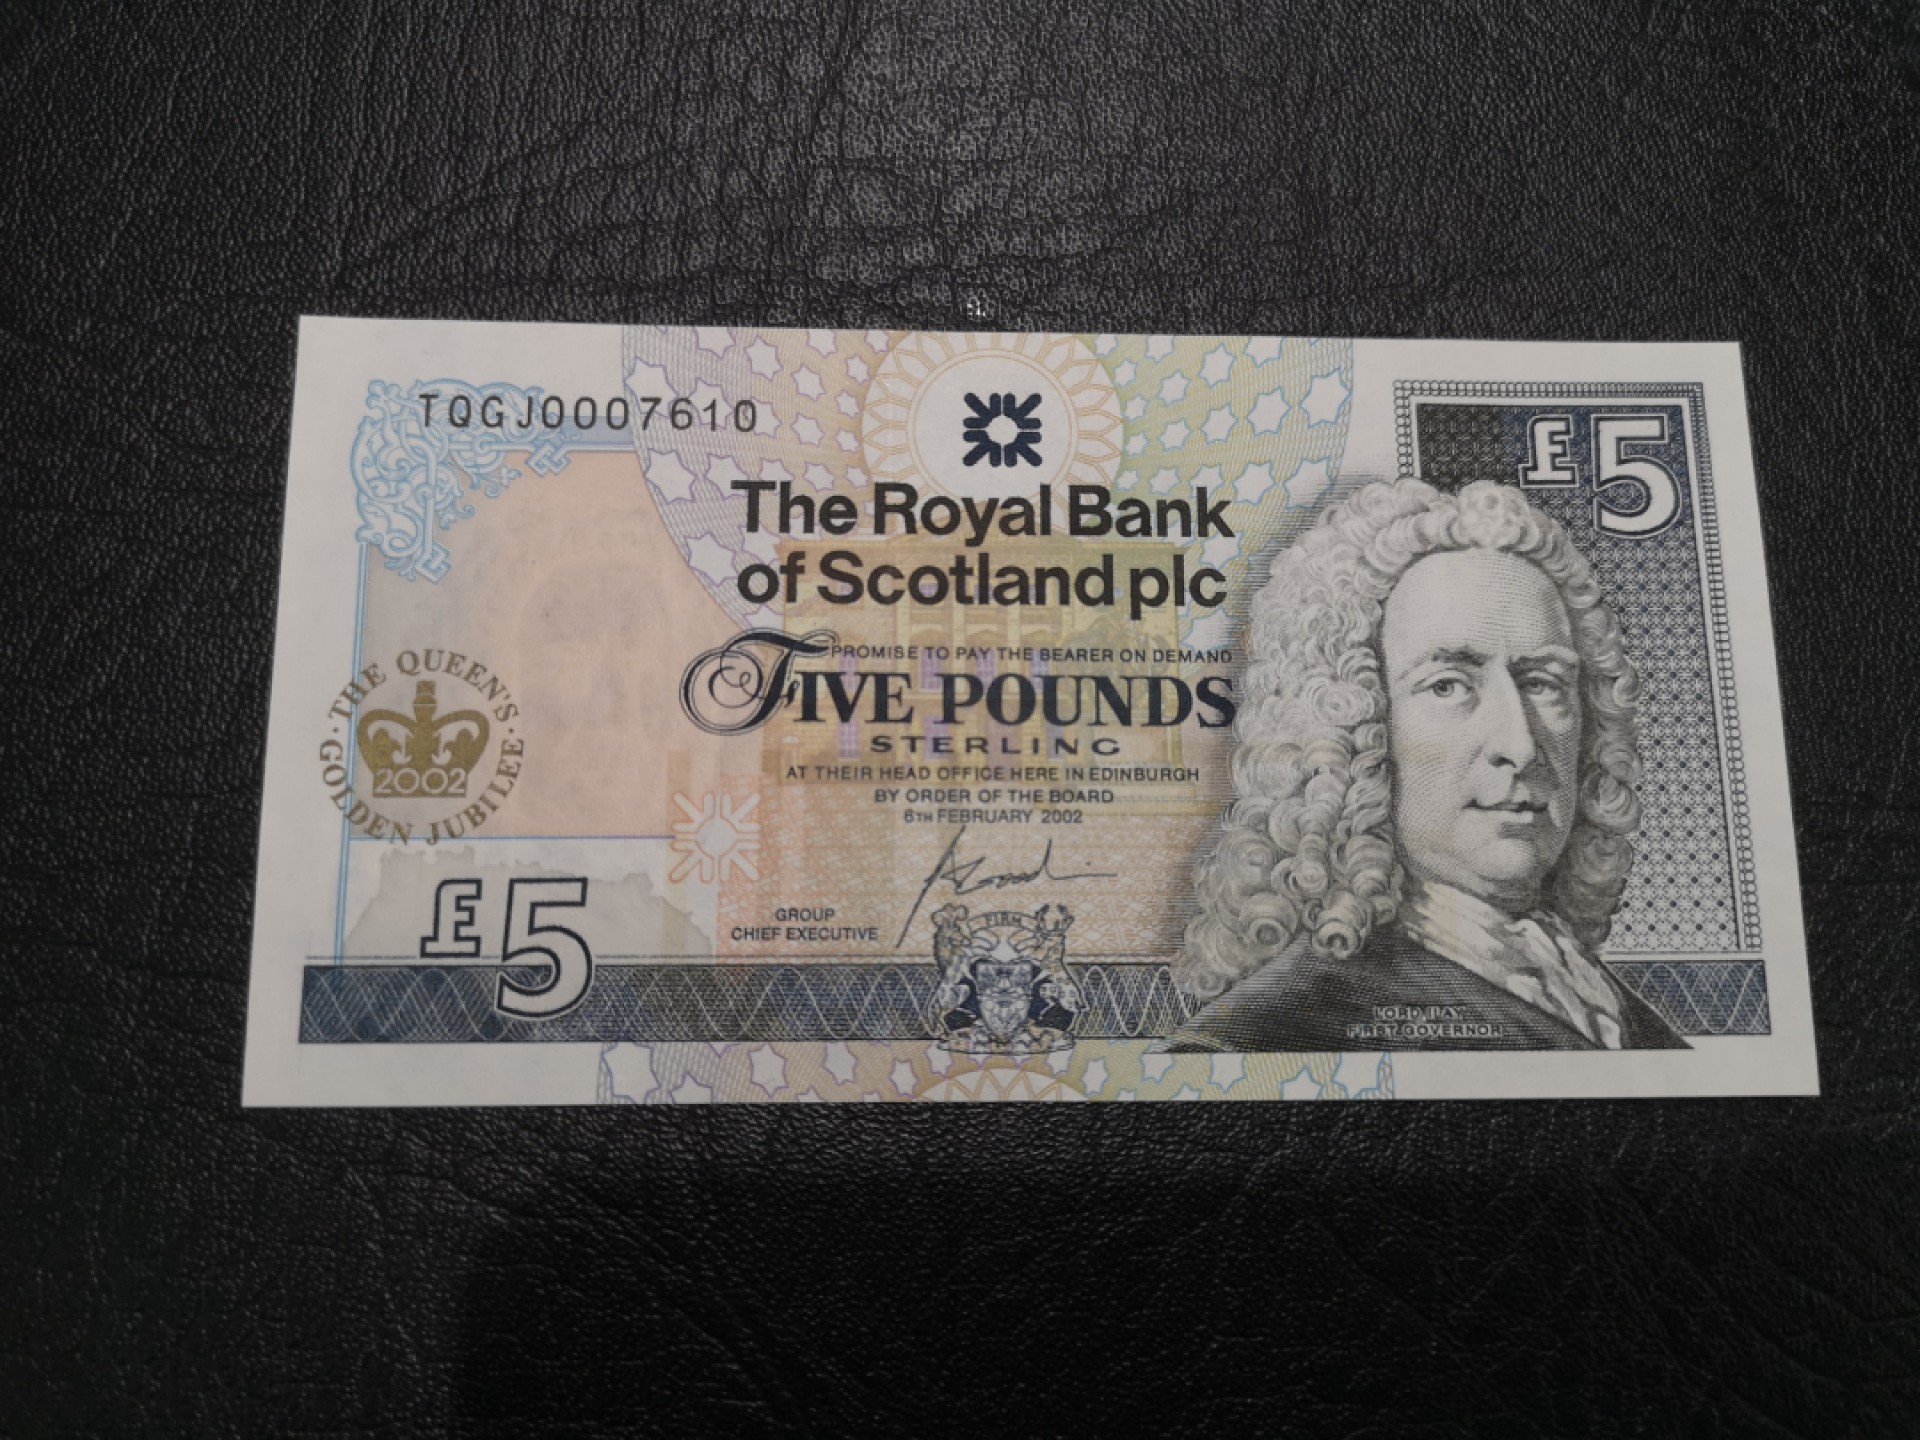 TQGJ0007610
£5
The Royal Bank
of Scotland plc
PROMISE TO PAY THE BEARER ON DEMAND
FIVE POUNDS
STERLING
AT THEIR HEAD OFFICE HERE IN EDINBURGH
BY ORDER OF THE BOARD
6TH FEBRUARY 2002
· THE QUEEN'S ·
GOLDEN JUBILEE
2002
£5
GROUP
CHIEF EXECUTIVE
FIRM
LORD ILAY
FIRST GOVERNOR